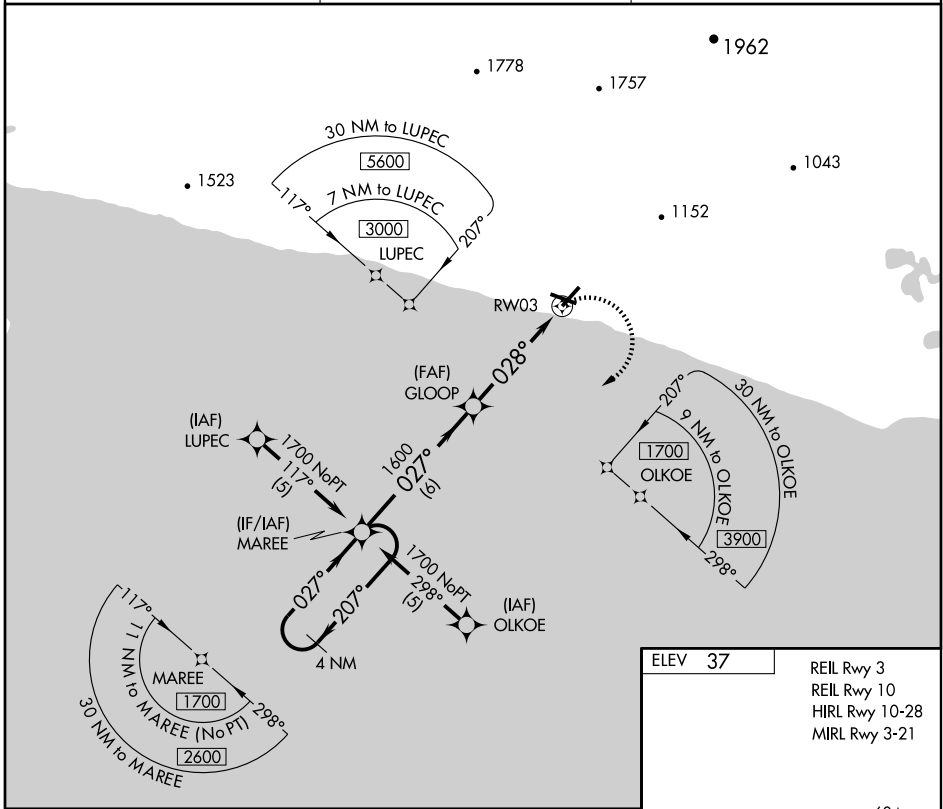 1962
1778
1757
30 NM to LUPEC
5600
1523
117°
7 NM to LUPEC
3000
207°
LUPEC
1043
1152
RW03
028°
(FAF)
GLOOP
207°
30 NM to OLKOE
9 NM to OLKOE
1700
OLKOE
3900
298°
(IAF)
LUPEC
1700 NoPT
117°
(5)
1600
027°
(6)
(IF/IAF)
MAREE
027°
207°
4 NM
1700 NoPT
298°
(5)
(IAF)
OLKOE
117°
11 NM to MAREE (NoPT)
MAREE
1700
298°
2600
30 NM to MAREE
ELEV 37
REIL Rwy 3
REIL Rwy 10
HIRL Rwy 10-28
MIRL Rwy 3-21